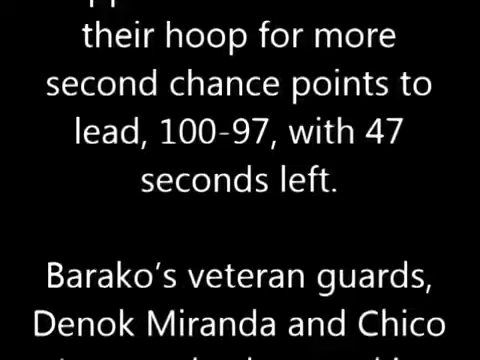 their hoop for more
second chance points to
lead, 100-97, with 47
seconds left.
Barako's veteran guards,
Denok Miranda and Chico